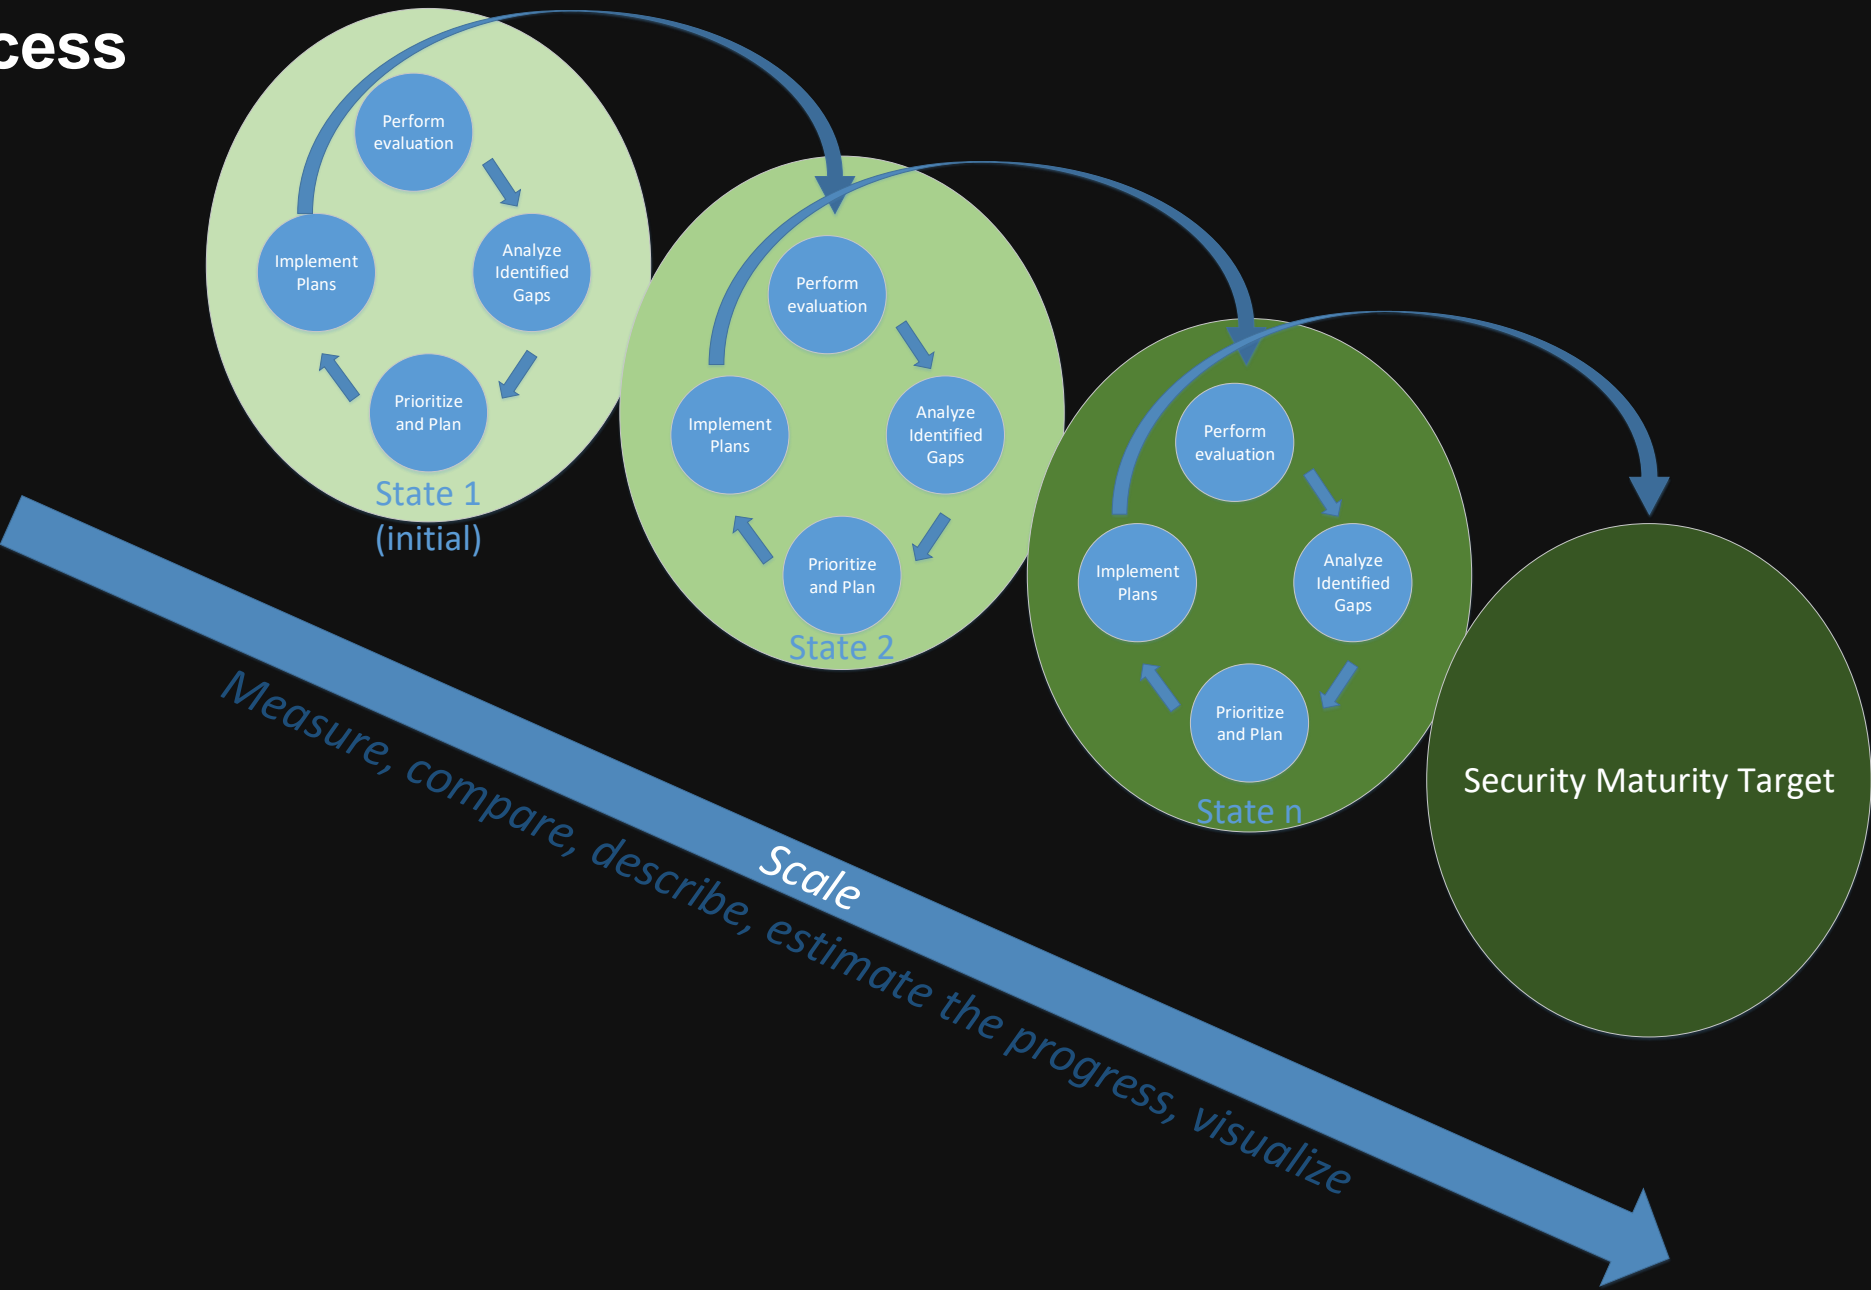 cess
Perform
evaluation
Analyze
Identified
Gaps
Prioritize
and Plan
Implement
Plans
State 1
(initial)
Perform
evaluation
Analyze
Identified
Gaps
Prioritize
and Plan
Implement
Plans
State 2
Perform
evaluation
Analyze
Identified
Gaps
Prioritize
and Plan
Implement
Plans
State n
Security Maturity Target
Scale
Measure, compare, describe, estimate the progress, visualize